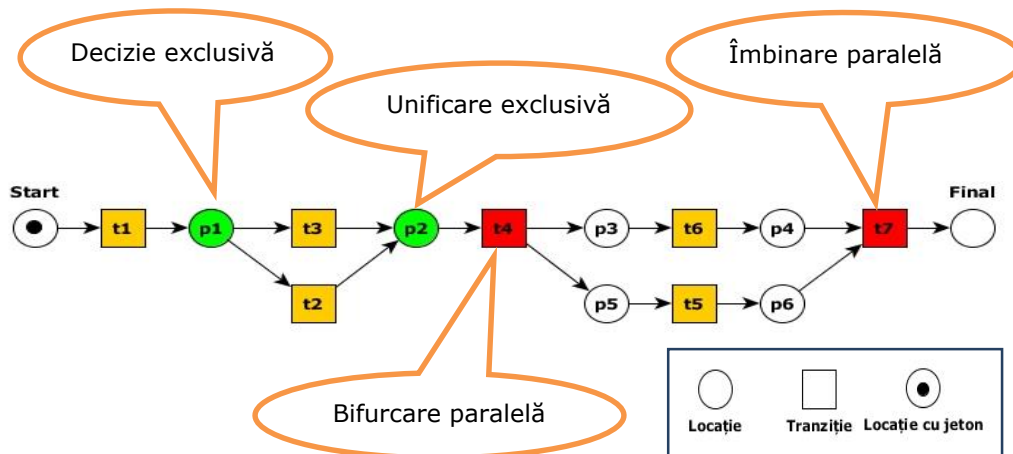 Decizie exclusivă
Unificare exclusivă
Îmbinare paralelă
Start
Final
t1
p1
t3
p2
t4
p3
t6
p4
t7
t2
p5
t5
p6
Bifurcare paralelă
Locație
Tranziție
Locație cu jeton